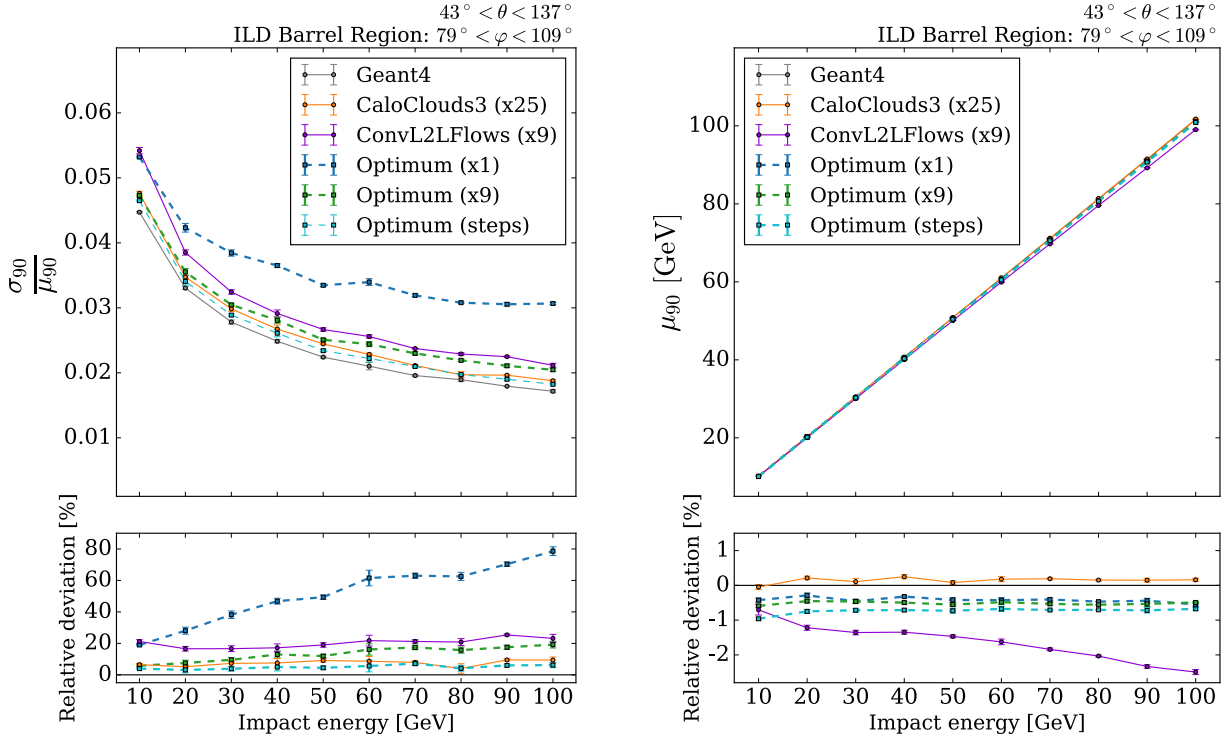 43° < θ < 137°
ILD Barrel Region: 79° < φ < 109°
Geant4
CaloClouds3 (x25)
ConvL2LFlows (x9)
Optimum (x1)
Optimum (x9)
Optimum (steps)
σ90
μ90
0.06
0.05
0.04
0.03
0.02
0.01
Relative deviation [%]
80
60
40
20
0
10 20 30 40 50 60 70 80 90 100
Impact energy [GeV]
43° < θ < 137°
ILD Barrel Region: 79° < φ < 109°
Geant4
CaloClouds3 (x25)
ConvL2LFlows (x9)
Optimum (x1)
Optimum (x9)
Optimum (steps)
μ90 [GeV]
100
80
60
40
20
Relative deviation [%]
1
0
-1
-2
10 20 30 40 50 60 70 80 90 100
Impact energy [GeV]